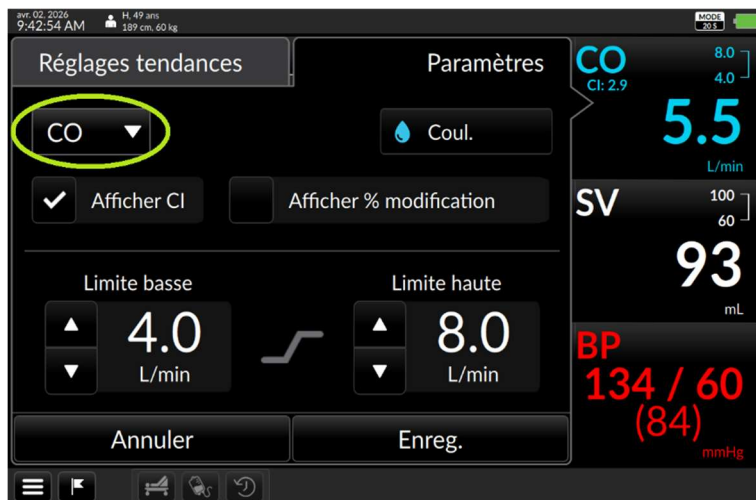 avr. 02, 2026
9:42:54 AM
H, 49 ans
189 cm, 60 kg
MODE
20 S
Réglages tendances
Paramètres
CO
Coul.
Afficher CI
Afficher % modification
Limite basse
Limite haute
4.0
L/min
8.0
L/min
Annuler
Enreg.
CO
CI: 2.9
8.0
4.0
5.5
L/min
SV
100
60
93
mL
BP
134 / 60
(84)
mmHg